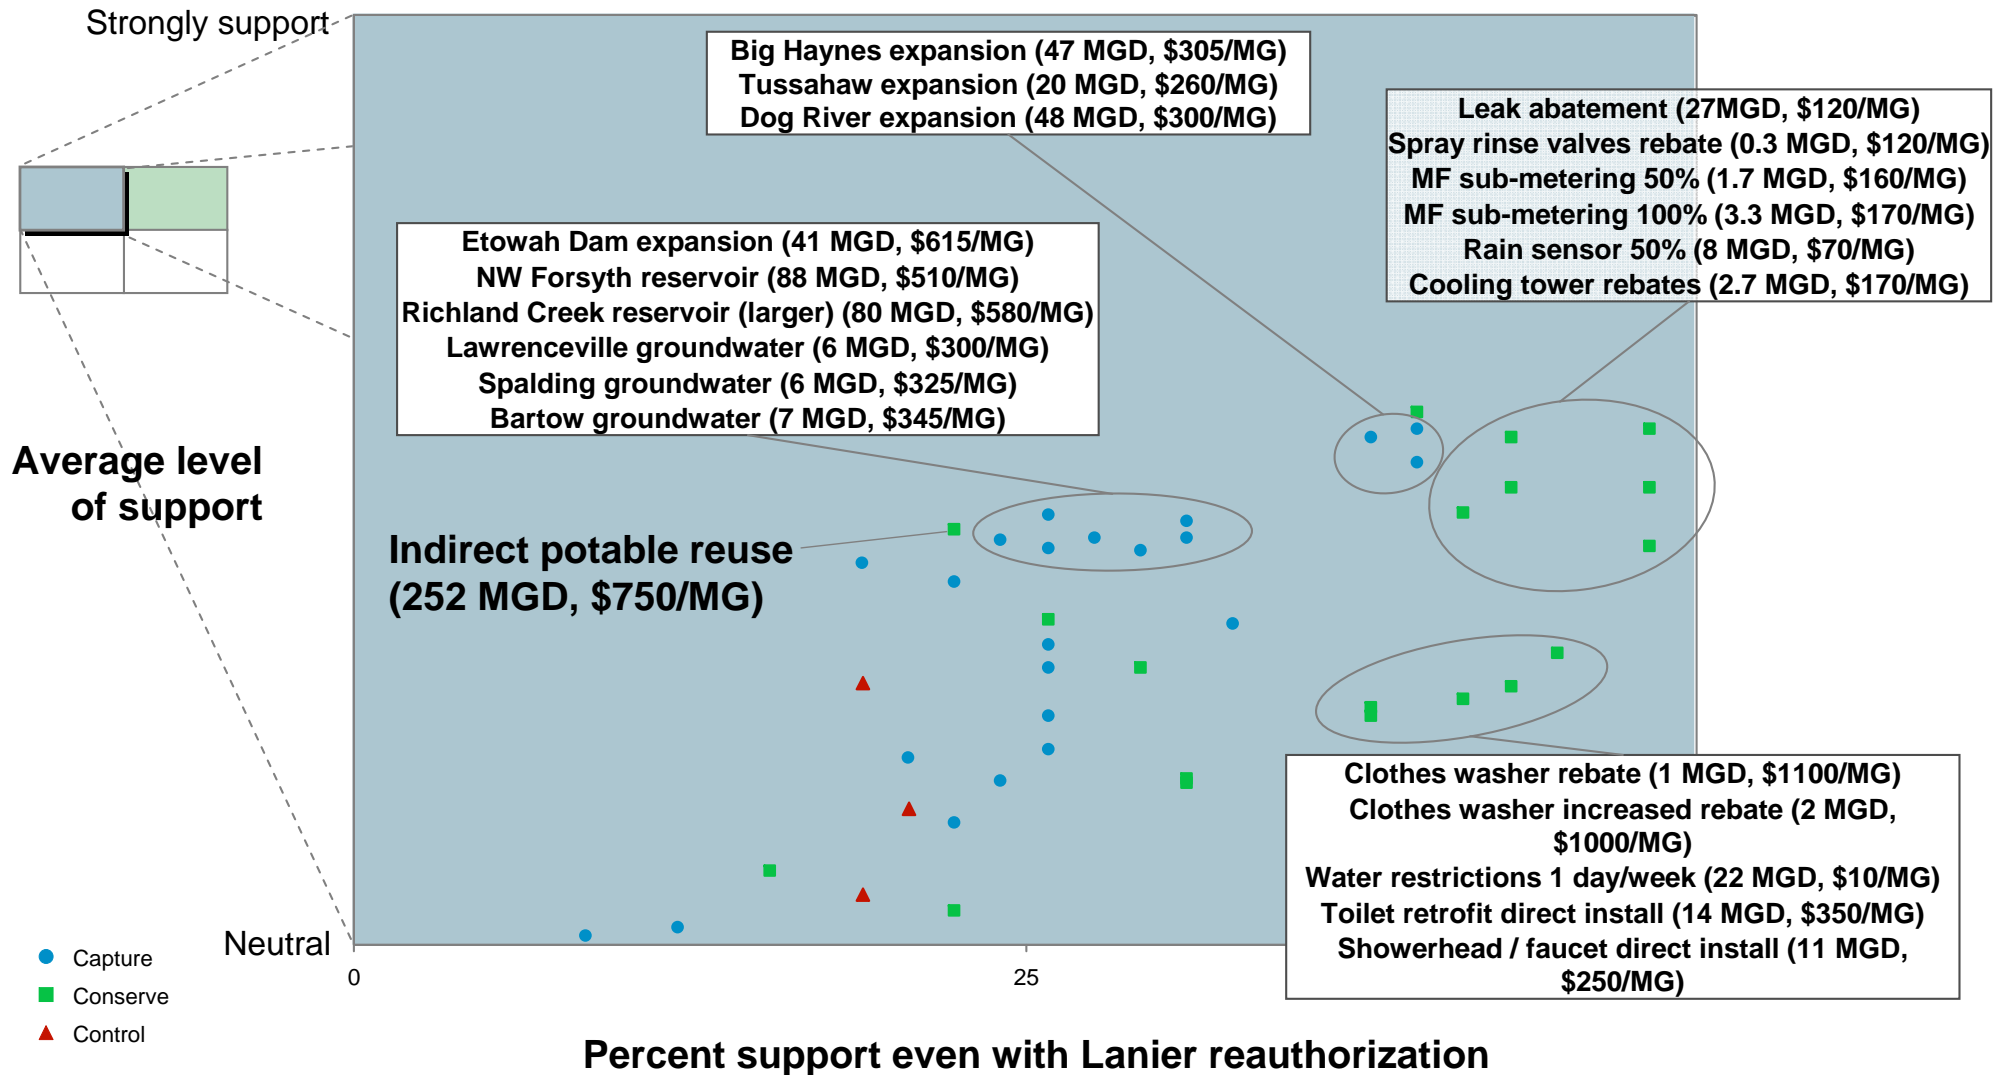 Strongly support
Big Haynes expansion (47 MGD, $305/MG)
Tussahaw expansion (20 MGD, $260/MG)
Dog River expansion (48 MGD, $300/MG)
Leak abatement (27MGD, $120/MG)
Spray rinse valves rebate (0.3 MGD, $120/MG)
MF sub-metering 50% (1.7 MGD, $160/MG)
MF sub-metering 100% (3.3 MGD, $170/MG)
Rain sensor 50% (8 MGD, $70/MG)
Cooling tower rebates (2.7 MGD, $170/MG)
Etowah Dam expansion (41 MGD, $615/MG)
NW Forsyth reservoir (88 MGD, $510/MG)
Richland Creek reservoir (larger) (80 MGD, $580/MG)
Lawrenceville groundwater (6 MGD, $300/MG)
Spalding groundwater (6 MGD, $325/MG)
Bartow groundwater (7 MGD, $345/MG)
Average level
of support
Indirect potable reuse
(252 MGD, $750/MG)
Clothes washer rebate (1 MGD, $1100/MG)
Clothes washer increased rebate (2 MGD,
$1000/MG)
Water restrictions 1 day/week (22 MGD, $10/MG)
Toilet retrofit direct install (14 MGD, $350/MG)
Showerhead / faucet direct install (11 MGD,
$250/MG)
Neutral
0
25
Capture
Conserve
Control
Percent support even with Lanier reauthorization